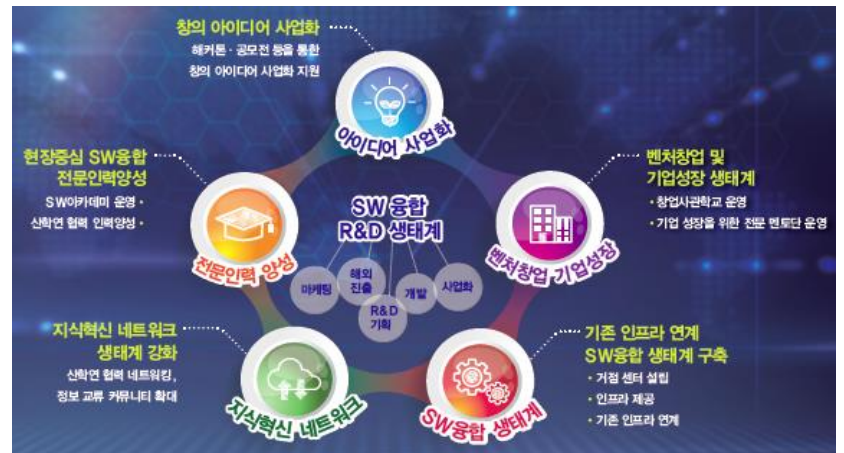 창의 아이디어 사업화
해커톤 · 공모전 등을 통한
창의 아이디어 사업화 지원
아이디어 사업화
현장중심 SW융합
전문인력양성
SW아카데미 운영 •
산학연 협력 인력양성 •
전문인력 양성
벤처창업 및
기업성장 생태계
• 창업사관학교 운영
• 기업 성장을 위한 전문 멘토단 운영
벤처창업 기업성장
SW 융합
R&D 생태계
마케팅
해외
진출
R&D
기획
개발
사업화
지식혁신 네트워크
생태계 강화
산학연 협력 네트워킹,
정보 교류 커뮤니티 확대
지식혁신 네트워크
기존 인프라 연계
SW융합 생태계 구축
• 거점 센터 설립
• 인프라 제공
• 기존 인프라 연계
SW융합 생태계